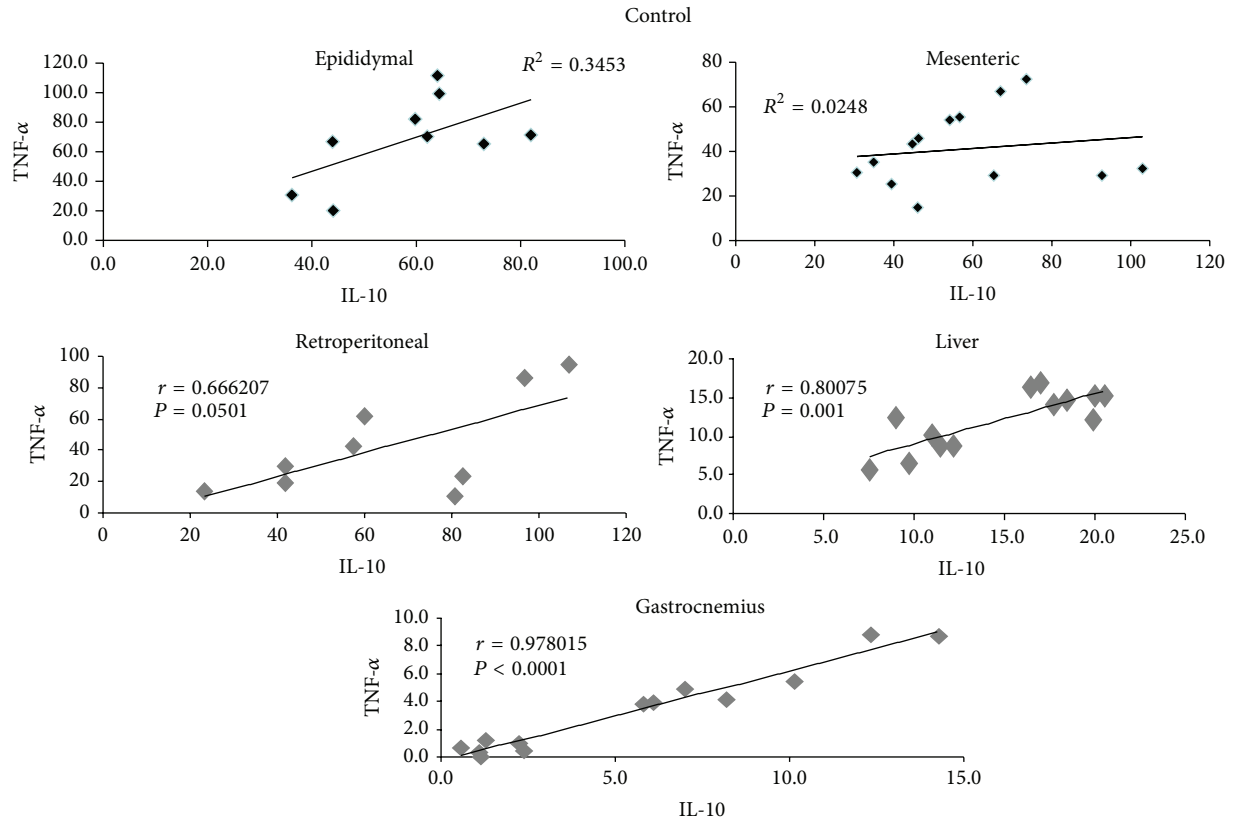 Control
Epididymal
R² = 0.3453
TNF-α
120.0
100.0
80.0
60.0
40.0
20.0
0.0
0.0 20.0 40.0 60.0 80.0 100.0
IL-10
Mesenteric
R² = 0.0248
TNF-α
80
60
40
20
0
0 20 40 60 80 100 120
IL-10
Retroperitoneal
r = 0.666207
P = 0.0501
TNF-α
100
80
60
40
20
0
0 20 40 60 80 100 120
IL-10
Liver
r = 0.80075
P = 0.001
TNF-α
20.0
15.0
10.0
5.0
0.0
0.0 5.0 10.0 15.0 20.0 25.0
IL-10
Gastrocnemius
r = 0.978015
P < 0.0001
TNF-α
10.0
8.0
6.0
4.0
2.0
0.0
0.0 5.0 10.0 15.0
IL-10